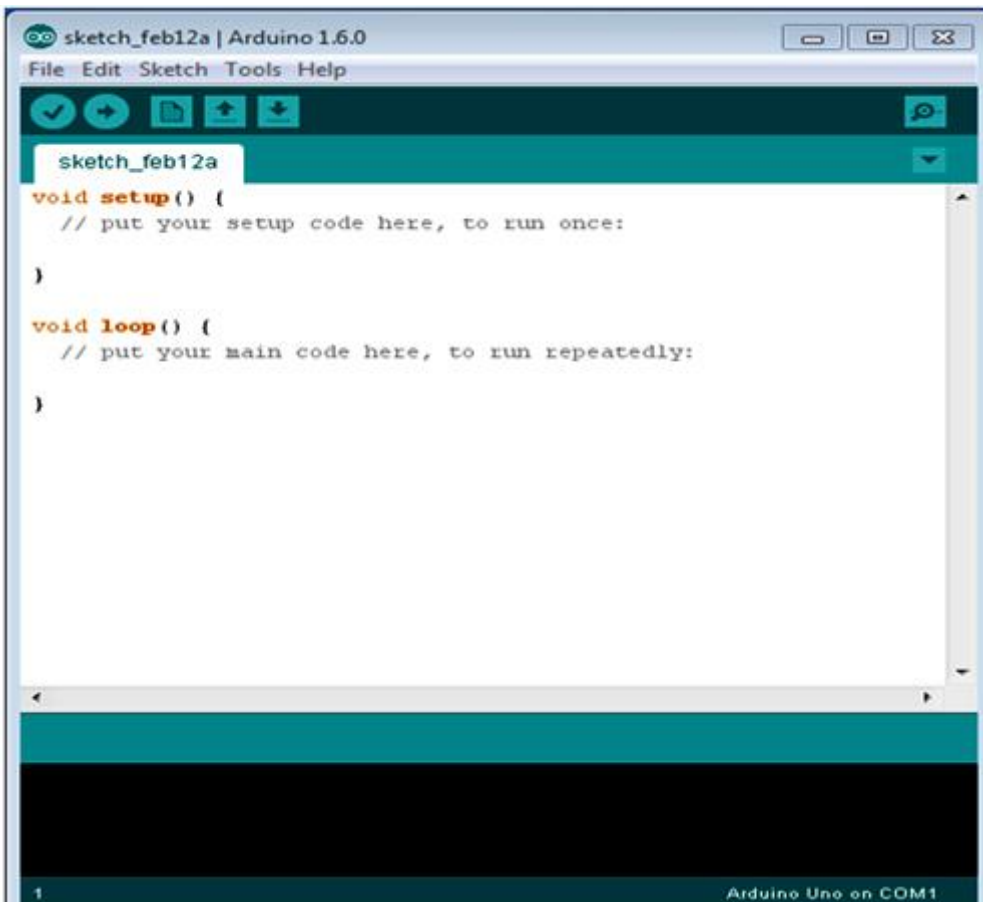 sketch_feb12a | Arduino 1.6.0
File Edit Sketch Tools Help
sketch_feb12a
void setup() {
  // put your setup code here, to run once:
}
void loop() {
  // put your main code here, to run repeatedly:
}
1 Arduino Uno on COM1